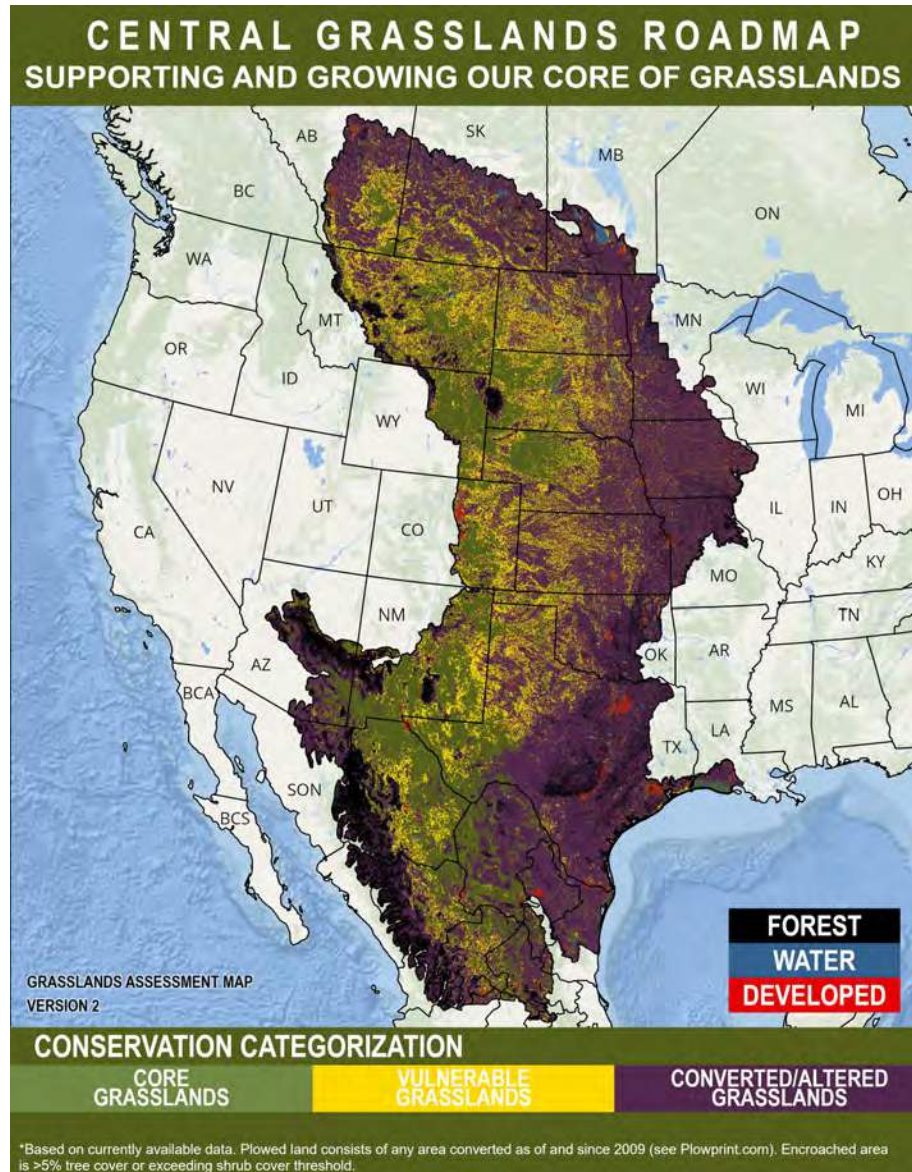 CENTRAL GRASSLANDS ROADMAP
SUPPORTING AND GROWING OUR CORE OF GRASSLANDS
AB
SK
MB
BC
ON
WA
MT
MN
OR
ID
WI
MI
WY
NV
UT
CO
IL
IN
OH
CA
MO
KY
NM
TN
AZ
OK
AR
BCA
MS
AL
LA
TX
SON
BCS
FOREST
WATER
DEVELOPED
GRASSLANDS ASSESSMENT MAP
VERSION 2
CONSERVATION CATEGORIZATION
CORE
GRASSLANDS
VULNERABLE
GRASSLANDS
CONVERTED/ALTERED
GRASSLANDS
*Based on currently available data. Plowed land consists of any area converted as of and since 2009 (see Plowprint.com). Encroached area
is >5% tree cover or exceeding shrub cover threshold.